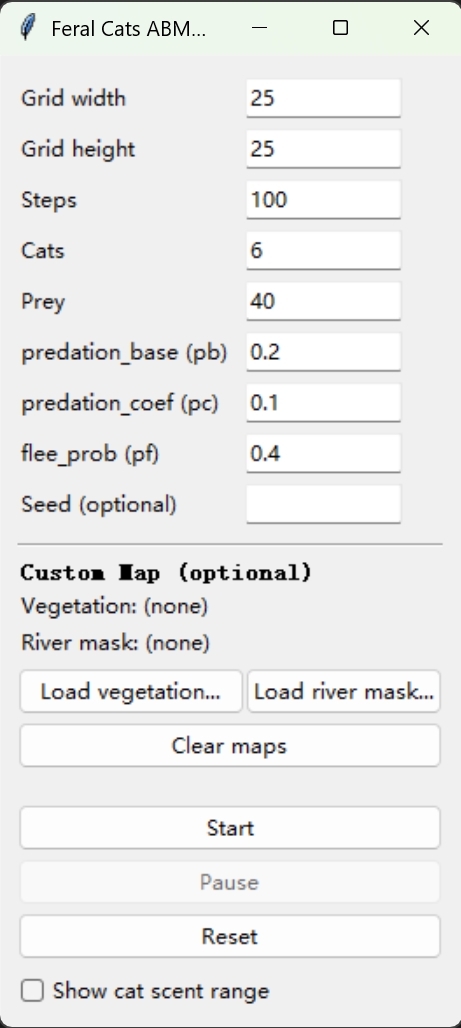 Feral Cats ABM...
Grid width 25
Grid height 25
Steps 100
Cats 6
Prey 40
predation_base (pb) 0.2
predation_coef (pc) 0.1
flee_prob (pf) 0.4
Seed (optional)
Custom Map (optional)
Vegetation: (none)
River mask: (none)
Load vegetation... Load river mask...
Clear maps
Start
Pause
Reset
Show cat scent range